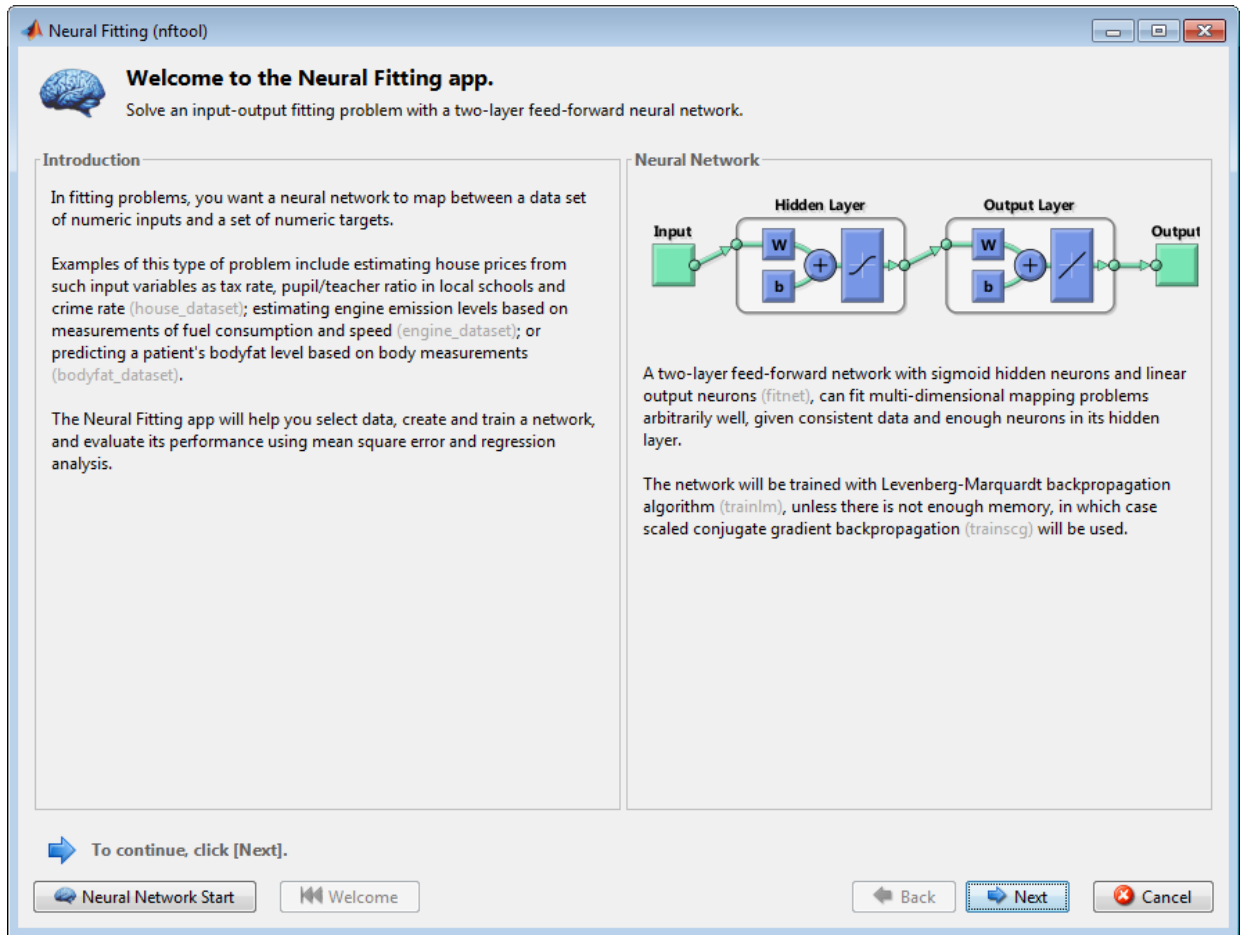 Neural Fitting (nftool)
Welcome to the Neural Fitting app.
Solve an input-output fitting problem with a two-layer feed-forward neural network.
Introduction
In fitting problems, you want a neural network to map between a data set
of numeric inputs and a set of numeric targets.
Examples of this type of problem include estimating house prices from
such input variables as tax rate, pupil/teacher ratio in local schools and
crime rate (house_dataset); estimating engine emission levels based on
measurements of fuel consumption and speed (engine_dataset); or
predicting a patient's bodyfat level based on body measurements
(bodyfat_dataset).
The Neural Fitting app will help you select data, create and train a network,
and evaluate its performance using mean square error and regression
analysis.
Neural Network
Hidden Layer
Output Layer
Input
Output
W
b
+
W
b
+
A two-layer feed-forward network with sigmoid hidden neurons and linear
output neurons (fitnet), can fit multi-dimensional mapping problems
arbitrarily well, given consistent data and enough neurons in its hidden
layer.
The network will be trained with Levenberg-Marquardt backpropagation
algorithm (trainlm), unless there is not enough memory, in which case
scaled conjugate gradient backpropagation (trainscg) will be used.
To continue, click [Next].
Neural Network Start
Welcome
Back
Next
Cancel